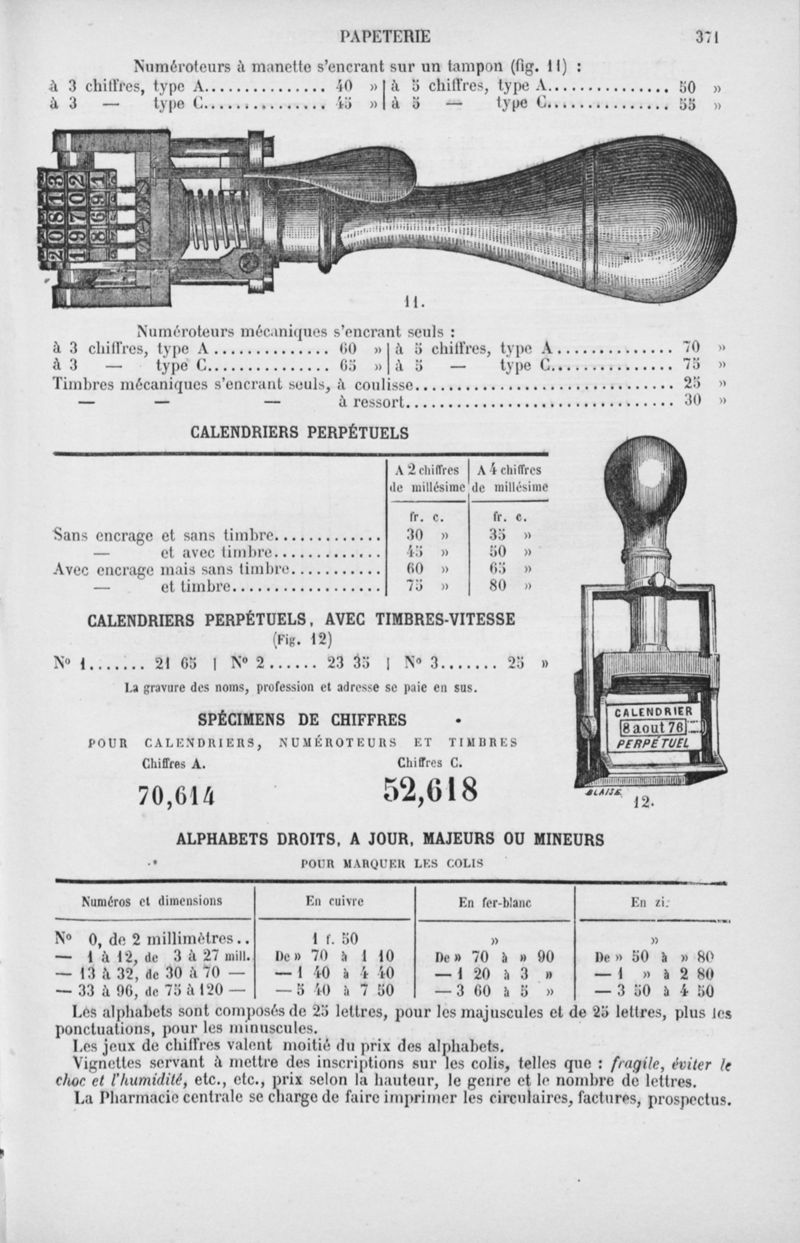 PAPETERIE 371
Numéroteurs à manette s'encrant sur un tampon (fig. 11) :
à 3 chiffres, type A............... 40 » | à 5 chiffres, type A............... 50 »
à 3 — type C............... 45 » | à 5 — type C............... 55 »
11.
Numéroteurs mécaniques s'encrant seuls :
à 3 chiffres, type A............... 60 » | à 5 chiffres, type A............... 70 »
à 3 — type C............... 65 » | à 5 — type C............... 75 »
Timbres mécaniques s'encrant seuls, à coulisse............................... 25 »
— — — à ressort............................... 30 »
CALENDRIERS PERPÉTUELS
A 2 chiffres de millésime | A 4 chiffres de millésime
fr. c. | fr. c.
Sans encrage et sans timbre............. 30 » | 35 »
— et avec timbre............. 45 » | 50 »
Avec encrage mais sans timbre........... 60 » | 65 »
— et timbre................... 75 » | 80 »
CALENDRIERS PERPÉTUELS, AVEC TIMBRES-VITESSE
(Fig. 12)
Nº 1....... 21 65 | Nº 2...... 23 35 | Nº 3....... 25 »
La gravure des noms, profession et adresse se paie en sus.
CALENDRIER
8 aout 76
PERPÉTUEL
BLAISE.
12.
SPÉCIMENS DE CHIFFRES
POUR CALENDRIERS, NUMÉROTEURS ET TIMBRES
Chiffres A. Chiffres C.
70,614 52,618
ALPHABETS DROITS, A JOUR, MAJEURS OU MINEURS
POUR MARQUER LES COLIS
Numéros et dimensions | En cuivre | En fer-blanc | En zi.
Nº 0, de 2 millimètres.. | 1 f. 50 | » | »
— 1 à 12, de 3 à 27 mill. | De » 70 à 1 10 | De » 70 à » 90 | De » 50 à » 80
— 13 à 32, de 30 à 70 — | — 1 40 à 4 40 | — 1 20 à 3 » | — 1 » à 2 80
— 33 à 96, de 75 à 120 — | — 5 40 à 7 50 | — 3 60 à 5 » | — 3 50 à 4 50
Les alphabets sont composés de 25 lettres, pour les majuscules et de 25 lettres, plus les
ponctuations, pour les minuscules.
Les jeux de chiffres valent moitié du prix des alphabets.
Vignettes servant à mettre des inscriptions sur les colis, telles que : fragile, éviter le
choc et l'humidité, etc., etc., prix selon la hauteur, le genre et le nombre de lettres.
La Pharmacie centrale se charge de faire imprimer les circulaires, factures, prospectus.